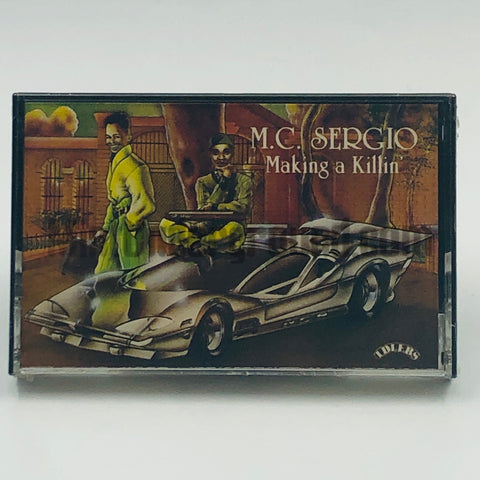 M.C. SERGIO
Making a Killin'
IDLERS